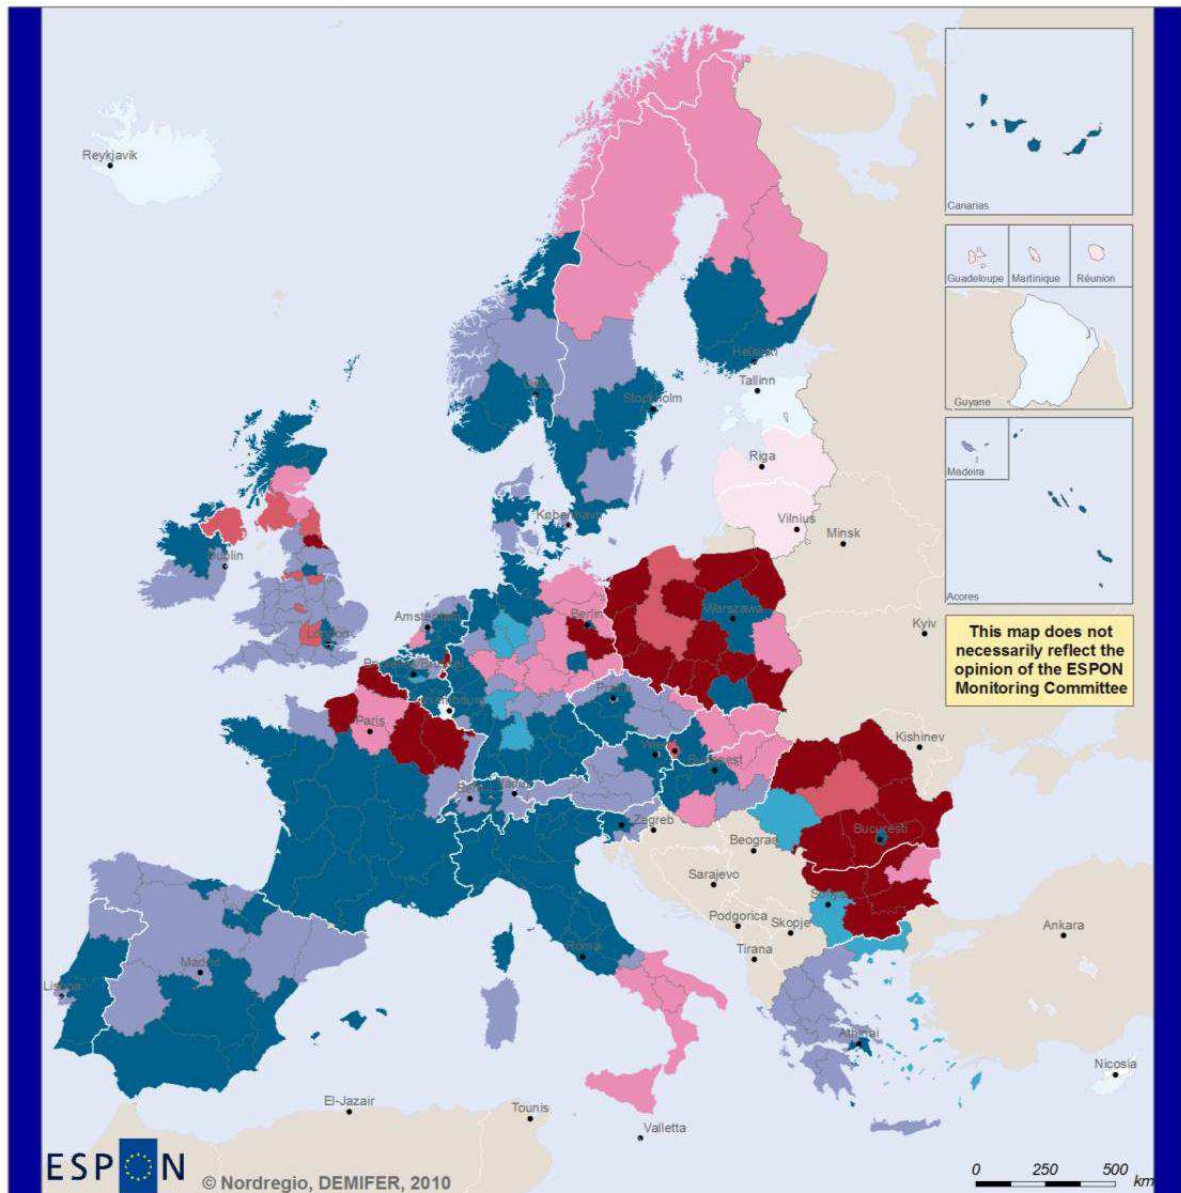 Reykjavik
Canarias
Guadeloupe
Martinique
Réunion
Guyane
Helsinki
Tallinn
Oslo
Stockholm
Madeira
Riga
København
Vilnius
Minsk
Dublin
Acores
Amsterdam
Berlin
Warszawa
London
Kyiv
This map does not
necessarily reflect the
opinion of the ESPON
Monitoring Committee
Paris
Kishinev
Budapest
Zegreb
Bucuresti
Beograd
Sarajevo
Podgorica
Skopje
Ankara
Roma
Tirana
Madrid
Lisboa
Athinai
Nicosia
El-Jazair
Tounis
Valletta
ESPON
© Nordregio, DEMIFER, 2010
0 250 500
km